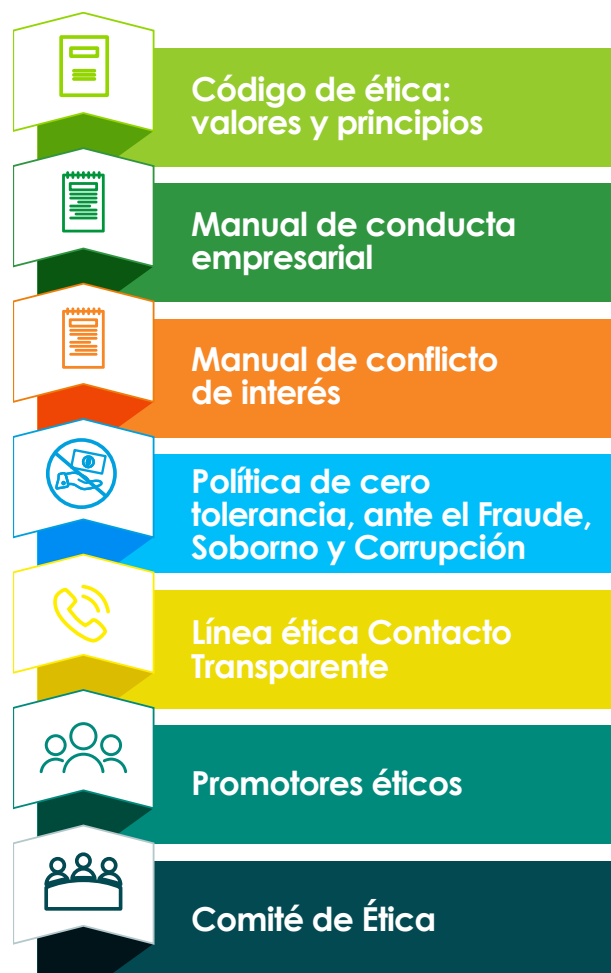 Código de ética:
valores y principios
Manual de conducta
empresarial
Manual de conflicto
de interés
Política de cero
tolerancia, ante el Fraude,
Soborno y Corrupción
Línea ética Contacto
Transparente
Promotores éticos
Comité de Ética